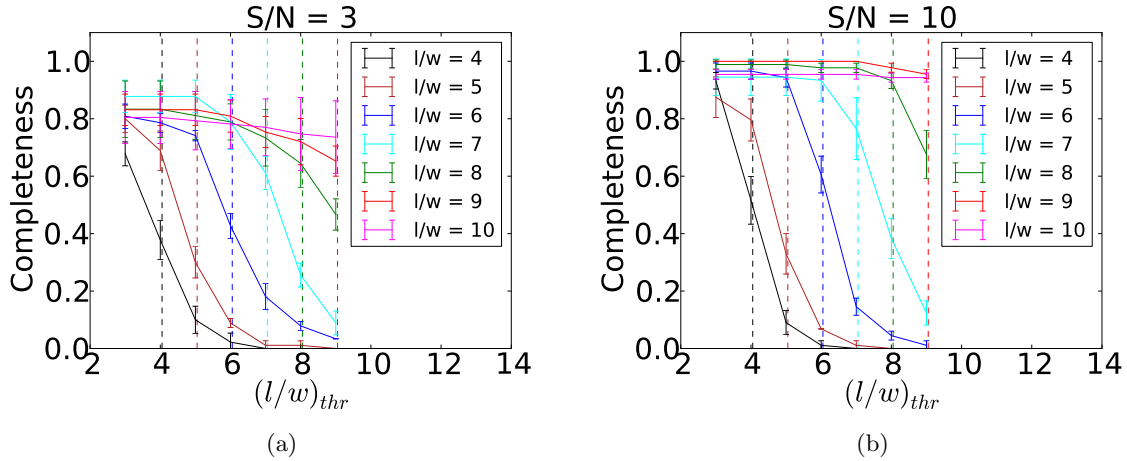 S/N = 3
Completeness
1.0
0.8
0.6
0.4
0.2
0.0
2 4 6 8 10 12 14
(l/w)thr
l/w = 4
l/w = 5
l/w = 6
l/w = 7
l/w = 8
l/w = 9
l/w = 10
(a)
S/N = 10
Completeness
1.0
0.8
0.6
0.4
0.2
0.0
2 4 6 8 10 12 14
(l/w)thr
l/w = 4
l/w = 5
l/w = 6
l/w = 7
l/w = 8
l/w = 9
l/w = 10
(b)